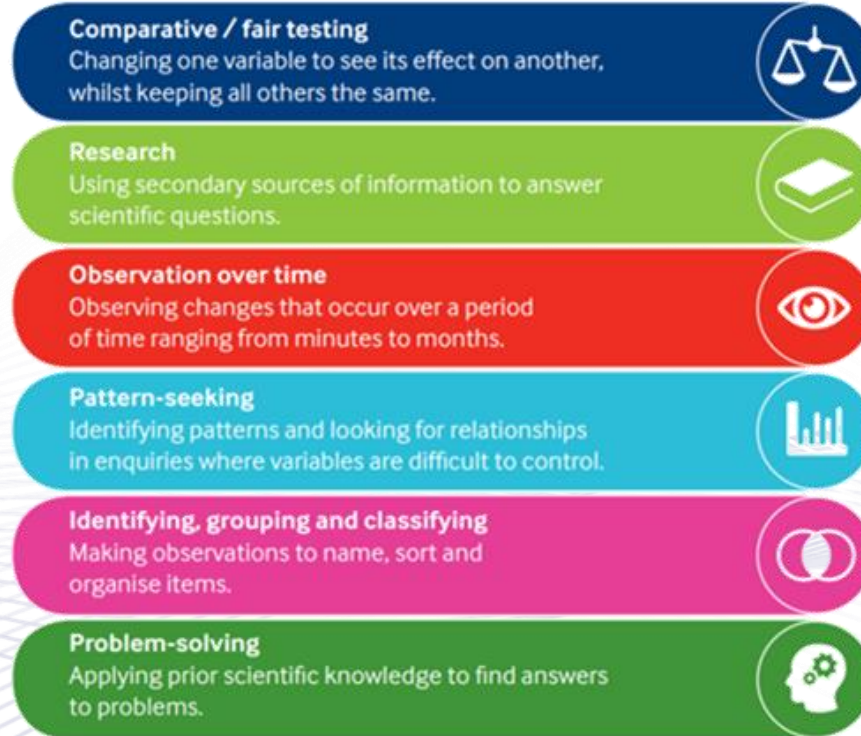 Comparative / fair testing
Changing one variable to see its effect on another,
whilst keeping all others the same.
Research
Using secondary sources of information to answer
scientific questions.
Observation over time
Observing changes that occur over a period
of time ranging from minutes to months.
Pattern-seeking
Identifying patterns and looking for relationships
in enquiries where variables are difficult to control.
Identifying, grouping and classifying
Making observations to name, sort and
organise items.
Problem-solving
Applying prior scientific knowledge to find answers
to problems.